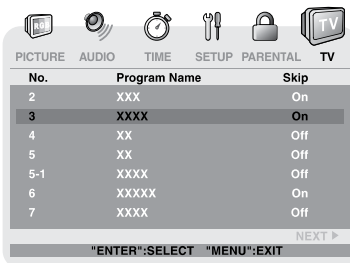 TV
PICTURE AUDIO TIME SETUP PARENTAL TV
No. Program Name Skip
2 XXX On
3 XXXX On
4 XX Off
5 XX Off
5-1 XXXX Off
6 XXXXX On
7 XXXX Off
NEXT ▶
"ENTER":SELECT "MENU":EXIT